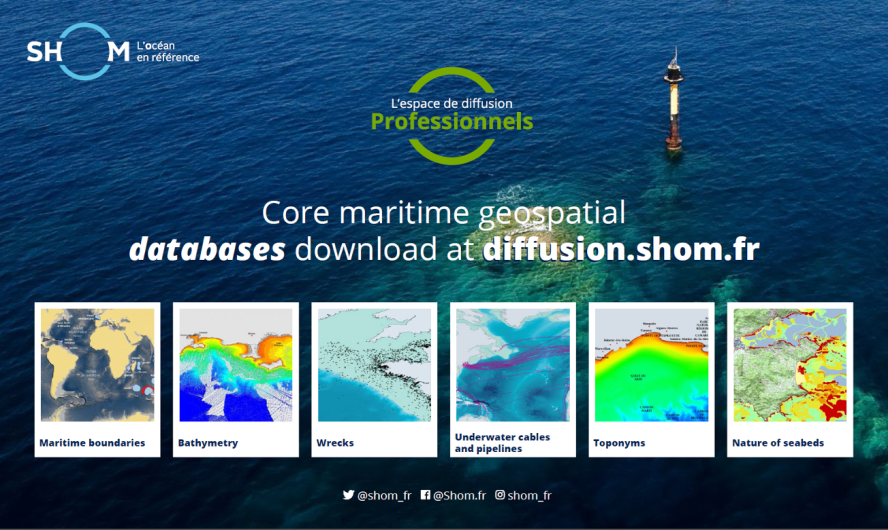 SHOM
L'océan
en référence
L'espace de diffusion
Professionnels
Core maritime geospatial
databases download at diffusion.shom.fr
Maritime boundaries
Bathymetry
Wrecks
Underwater cables
and pipelines
Toponyms
Nature of seabeds
@shom_fr @Shom.fr shom_fr